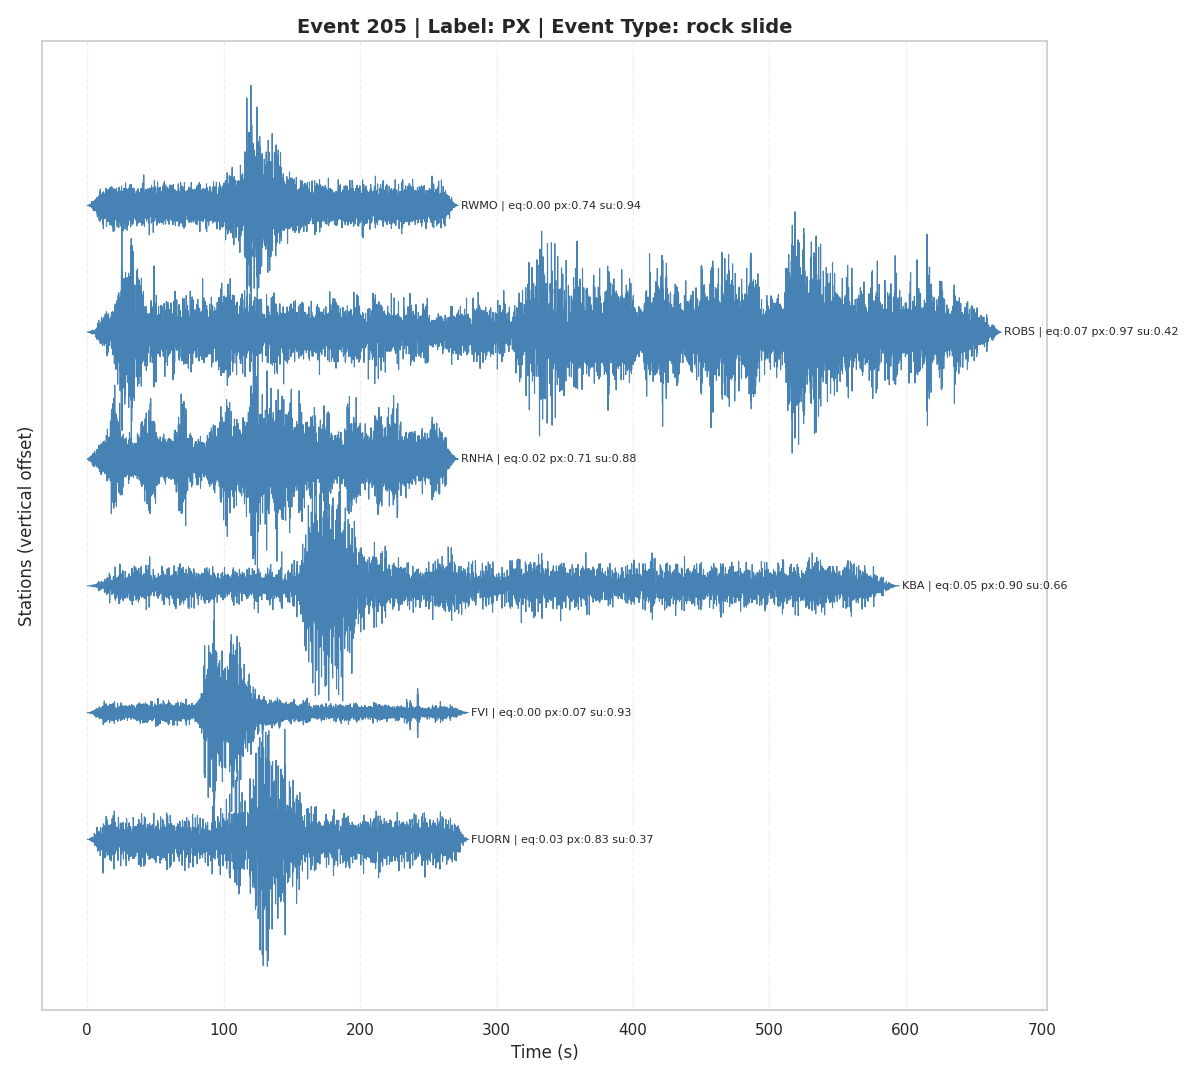 Event 205 | Label: PX | Event Type: rock slide
RWMO | eq:0.00 px:0.74 su:0.94
ROBS | eq:0.07 px:0.97 su:0.42
RNHA | eq:0.02 px:0.71 su:0.88
KBA | eq:0.05 px:0.90 su:0.66
FVI | eq:0.00 px:0.07 su:0.93
FUORN | eq:0.03 px:0.83 su:0.37
Stations (vertical offset)
0 100 200 300 400 500 600 700
Time (s)